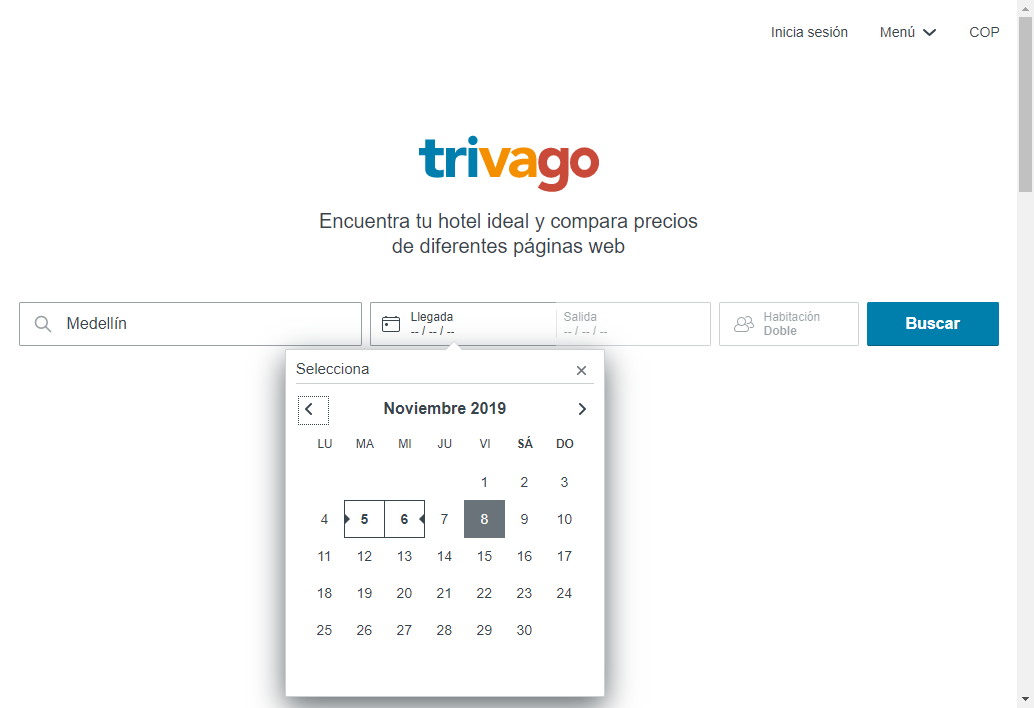 Inicia sesión Menú COP
trivago
Encuentra tu hotel ideal y compara precios
de diferentes páginas web
Medellín
Llegada
-- / -- / --
Salida
-- / -- / --
Habitación
Doble
Buscar
Selecciona
Noviembre 2019
LU MA MI JU VI SÁ DO
1 2 3
4 5 6 7 8 9 10
11 12 13 14 15 16 17
18 19 20 21 22 23 24
25 26 27 28 29 30